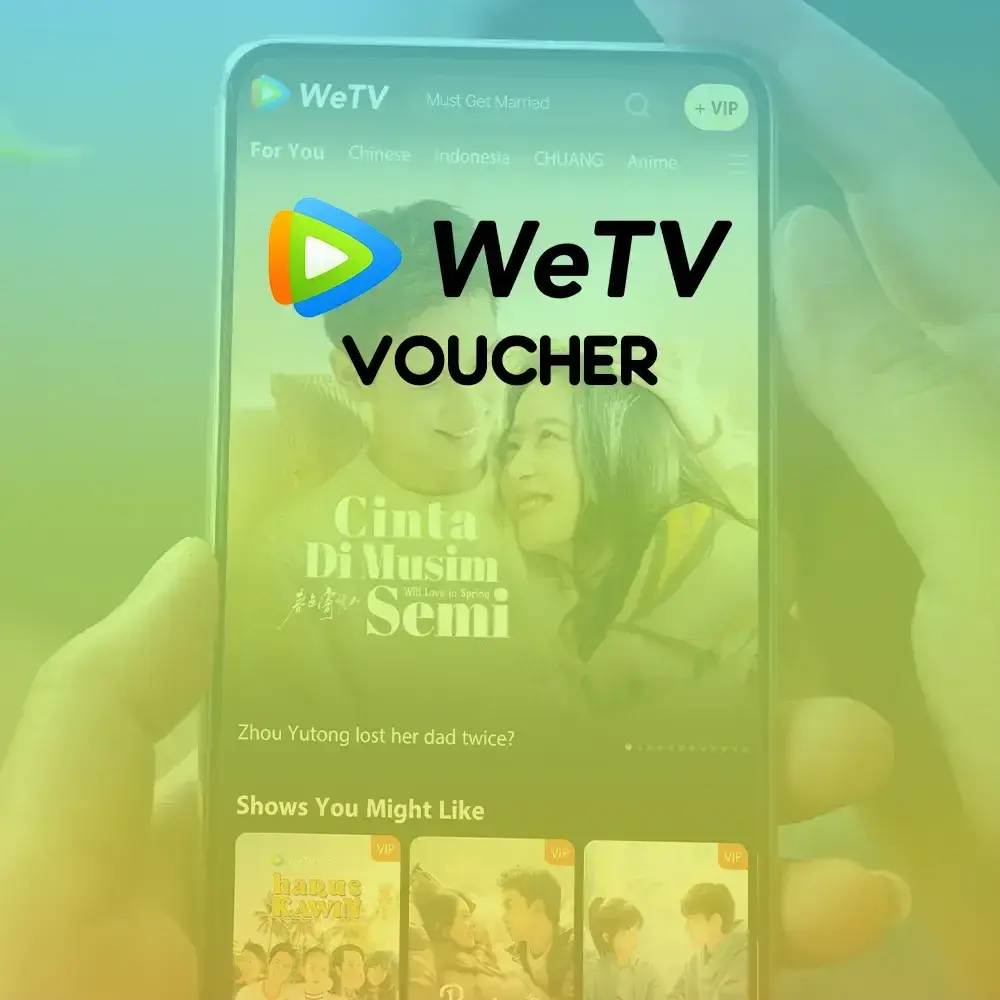 WeTV
Must Get Married
+ VIP
For You Chinese Indonesia CHUANG Anime
WeTV
VOUCHER
Cinta
Di Musim
Will Love in Spring
Semi
Zhou Yutong lost her dad twice?
Shows You Might Like
VIP
VIP
VIP
harus
KAWIN